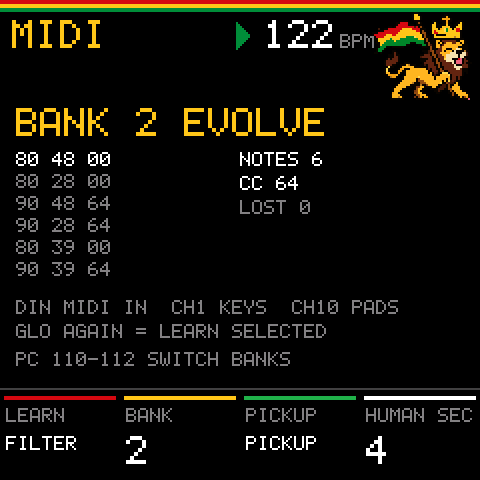 MIDI 122 BPM
BANK 2 EVOLVE
80 48 00 NOTES 6
80 28 00 CC 64
90 48 64 LOST 0
90 28 64
80 39 00
90 39 64
DIN MIDI IN CH1 KEYS CH10 PADS
GLO AGAIN = LEARN SELECTED
PC 110-112 SWITCH BANKS
LEARN BANK PICKUP HUMAN SEC
FILTER 2 PICKUP 4